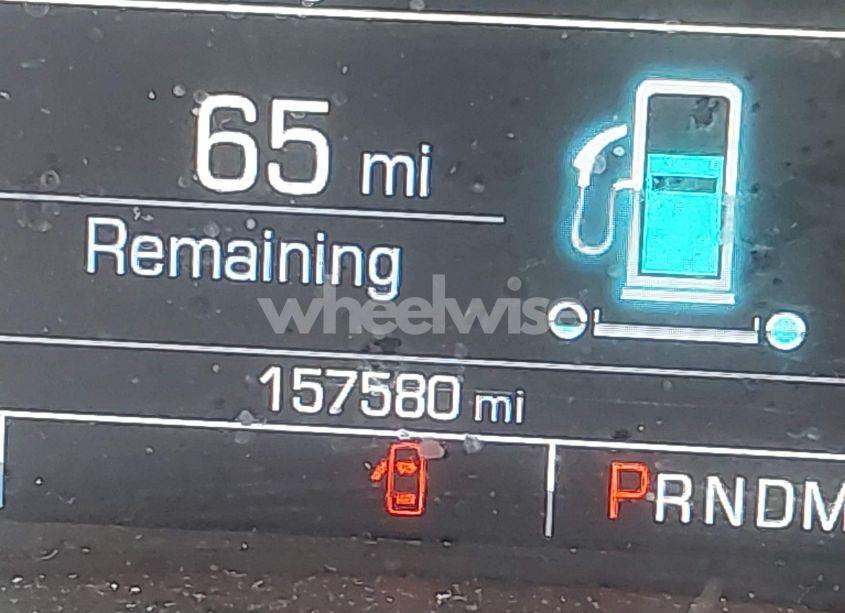 65 mi
Remaining
wheelwise
157580 mi
PRNDM